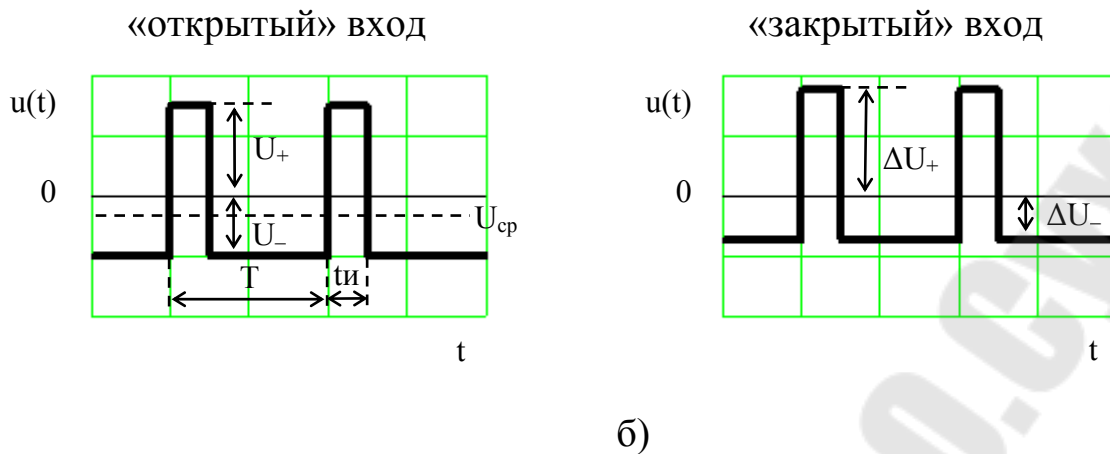 «открытый» вход
«закрытый» вход
u(t)
U₊
0
U₋
Uср
T
tи
t
ΔU₊
0
ΔU₋
t
б)